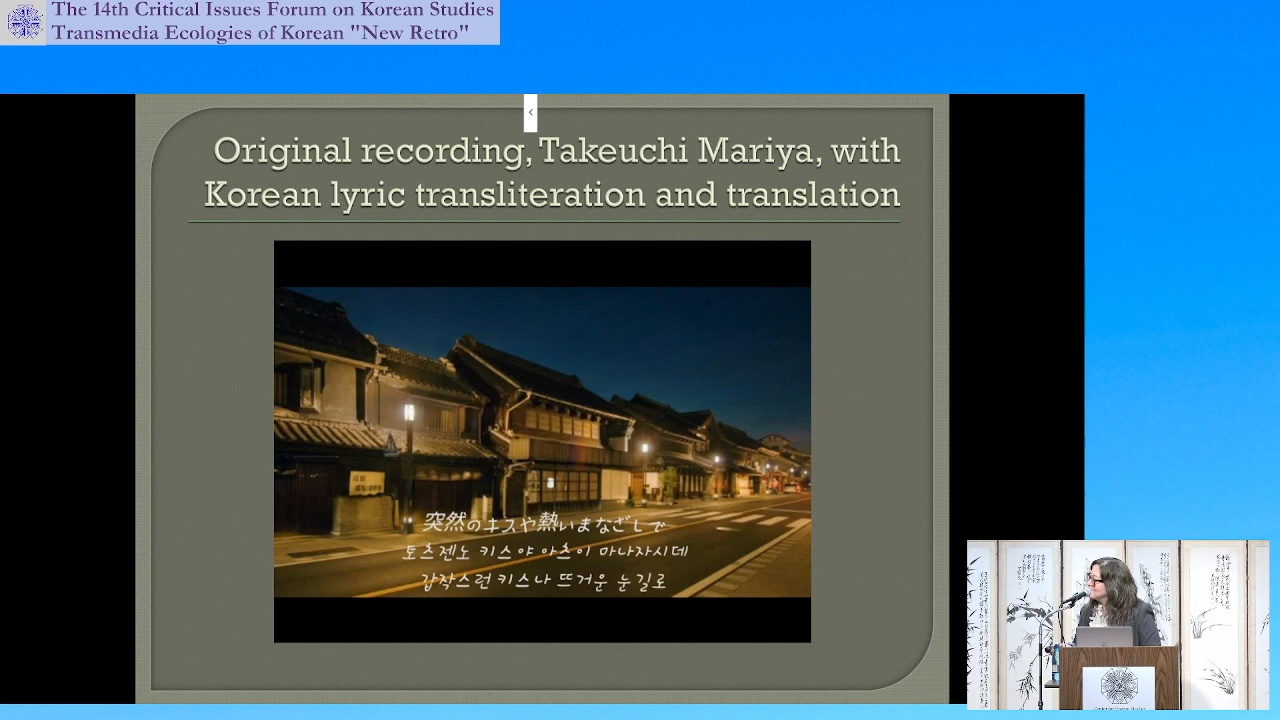 The 14th Critical Issues Forum on Korean Studies
Transmedia Ecologies of Korean "New Retro"
Original recording, Takeuchi Mariya, with
Korean lyric transliteration and translation
突然のキスや熱いまなざしで
토츠젠노 키스야 아츠이 마나자시데
갑작스런 키스나 뜨거운 눈길로